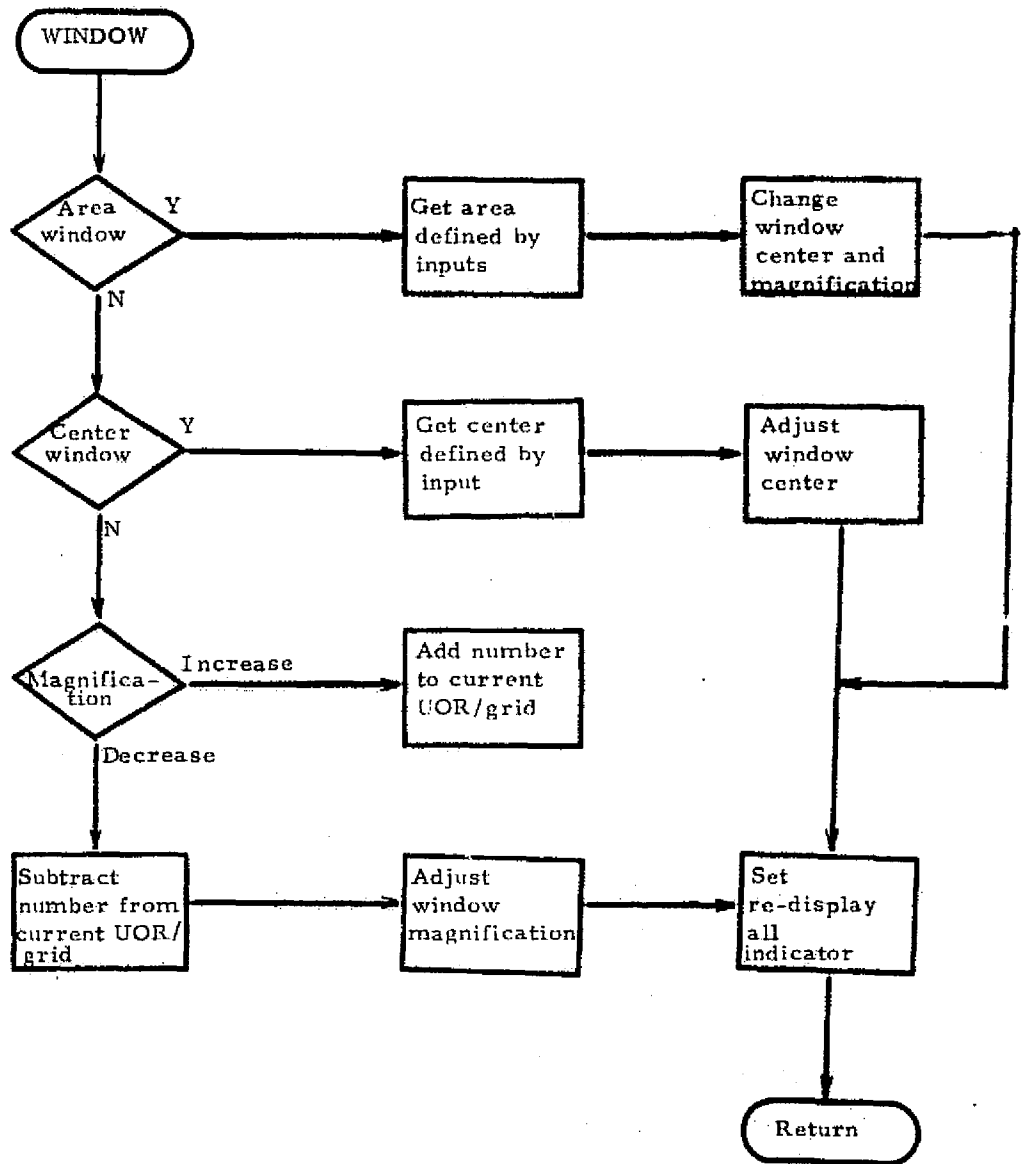 WINDOW
Area
window
Y
N
Get area
defined by
inputs
Change
window
center and
magnification
Center
window
Y
N
Get center
defined by
input
Adjust
window
center
Magnifica-
tion
Increase
Decrease
Add number
to current
UOR/grid
Subtract
number from
current UOR/
grid
Adjust
window
magnification
Set
re-display
all
indicator
Return